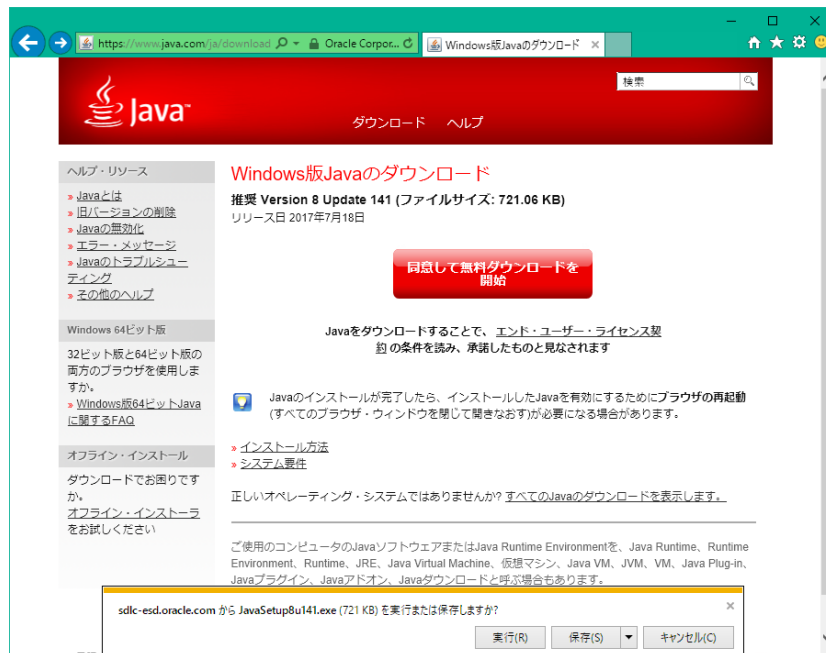 https://www.java.com/ja/download
Oracle Corpor...
Windows版Javaのダウンロード
Java
検索
ダウンロード ヘルプ
ヘルプ・リソース
» Javaとは
» 旧バージョンの削除
» Javaの無効化
» エラー・メッセージ
» Javaのトラブルシュー
ティング
» その他のヘルプ
Windows 64ビット版
32ビット版と64ビット版の
両方のブラウザを使用しま
すか。
» Windows版64ビットJava
に関するFAQ
オフライン・インストール
ダウンロードでお困りです
か。
オフライン・インストーラ
をお試しください
Windows版Javaのダウンロード
推奨 Version 8 Update 141 (ファイルサイズ: 721.06 KB)
リリース日 2017年7月18日
同意して無料ダウンロードを
開始
Javaをダウンロードすることで、 エンド・ユーザー・ライセンス契
約 の条件を読み、承諾したものと見なされます
Javaのインストールが完了したら、インストールしたJavaを有効にするためにブラウザの再起動
(すべてのブラウザ・ウィンドウを閉じて開きなおす)が必要になる場合があります。
» インストール方法
» システム要件
正しいオペレーティング・システムではありませんか? すべてのJavaのダウンロードを表示します。
ご使用のコンピュータのJavaソフトウェアまたはJava Runtime Environmentを、Java Runtime、Runtime
Environment、Runtime、JRE、Java Virtual Machine、仮想マシン、Java VM、JVM、VM、Java Plug-in、
Javaプラグイン、Javaアドオン、Javaダウンロードと呼ぶ場合もあります。
sdlc-esd.oracle.com から JavaSetup8u141.exe (721 KB) を実行または保存しますか?
実行(R) 保存(S) キャンセル(C)